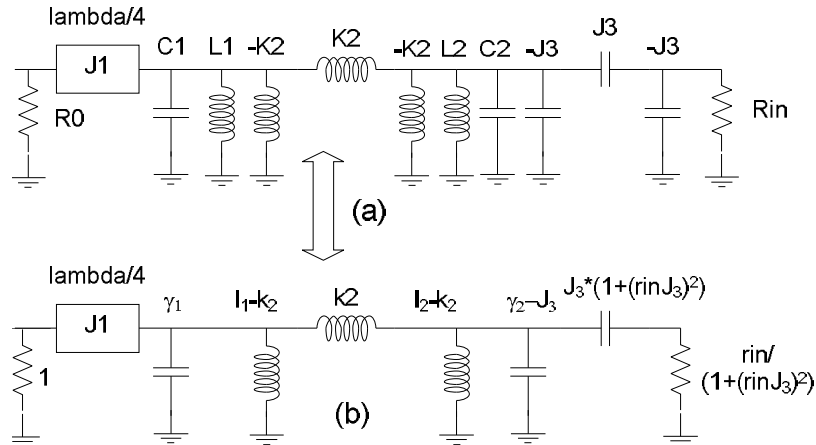 lambda/4
J1
C1
L1
-K2
K2
-K2
L2
C2
-J3
J3
-J3
R0
Rin
(a)
lambda/4
J1
γ1
l1-k2
k2
l2-k2
γ2-J3
J3*(1+(rinJ3)2)
1
rin/
(1+(rinJ3)2)
(b)